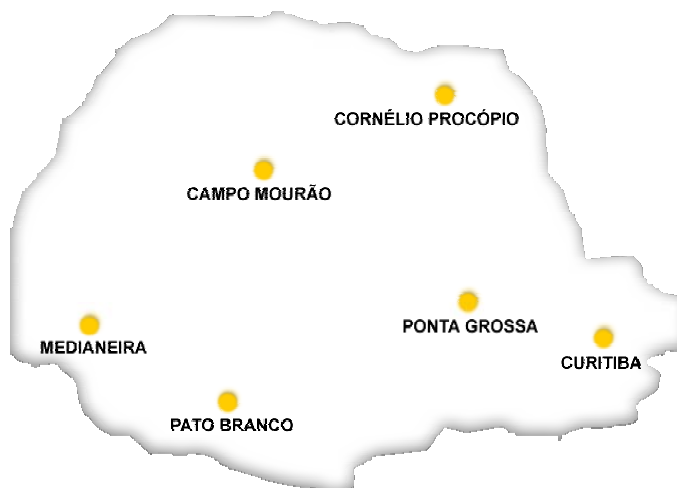 CORNÉLIO PROCÓPIO
CAMPO MOURÃO
PONTA GROSSA
MEDIANEIRA
CURITIBA
PATO BRANCO